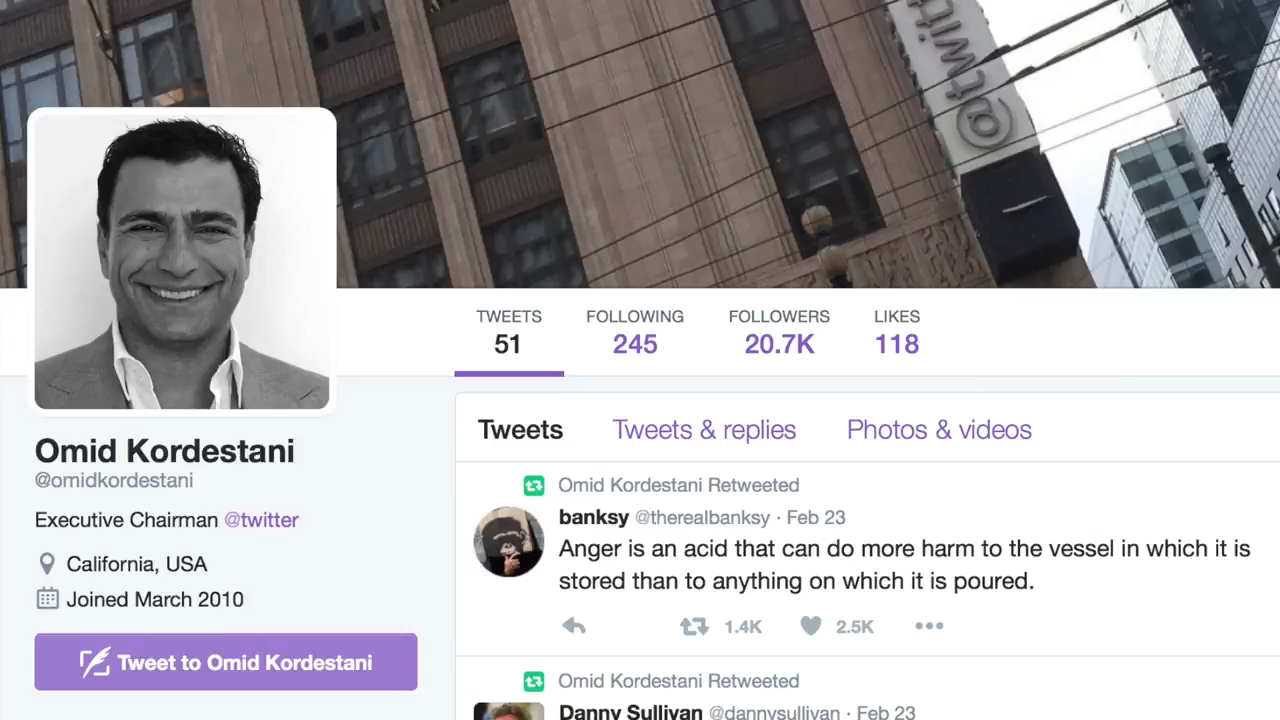 @twitt
TWEETS FOLLOWING FOLLOWERS LIKES
51 245 20.7K 118
Omid Kordestani
@omidkordestani
Executive Chairman @twitter
California, USA
Joined March 2010
Tweet to Omid Kordestani
Tweets Tweets & replies Photos & videos
Omid Kordestani Retweeted
banksy @therealbanksy · Feb 23
Anger is an acid that can do more harm to the vessel in which it is
stored than to anything on which it is poured.
1.4K 2.5K
Omid Kordestani Retweeted
Danny Sullivan @dannysullivan · Feb 23